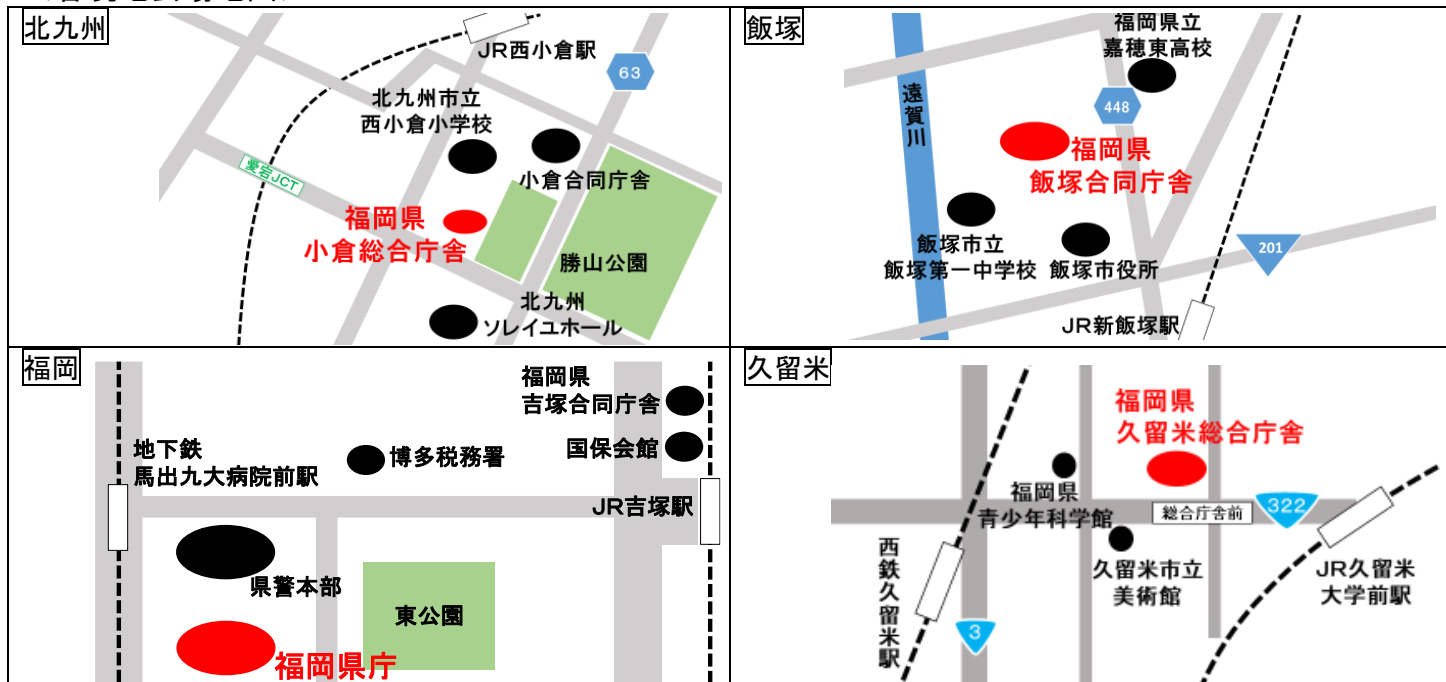 北九州
JR西小倉駅
63
北九州市立
西小倉小学校
小倉合同庁舎
愛宕JCT
福岡県
小倉総合庁舎
勝山公園
北九州
ソレイユホール
飯塚
福岡県立
嘉穂東高校
遠賀川
448
福岡県
飯塚合同庁舎
飯塚市立
飯塚第一中学校
飯塚市役所
201
JR新飯塚駅
福岡
福岡県
吉塚合同庁舎
地下鉄
馬出九大病院前駅
博多税務署
国保会館
JR吉塚駅
県警本部
東公園
福岡県庁
久留米
福岡県
久留米総合庁舎
福岡県
青少年科学館
総合庁舎前
322
西鉄久留米駅
久留米市立
美術館
JR久留米
大学前駅
3